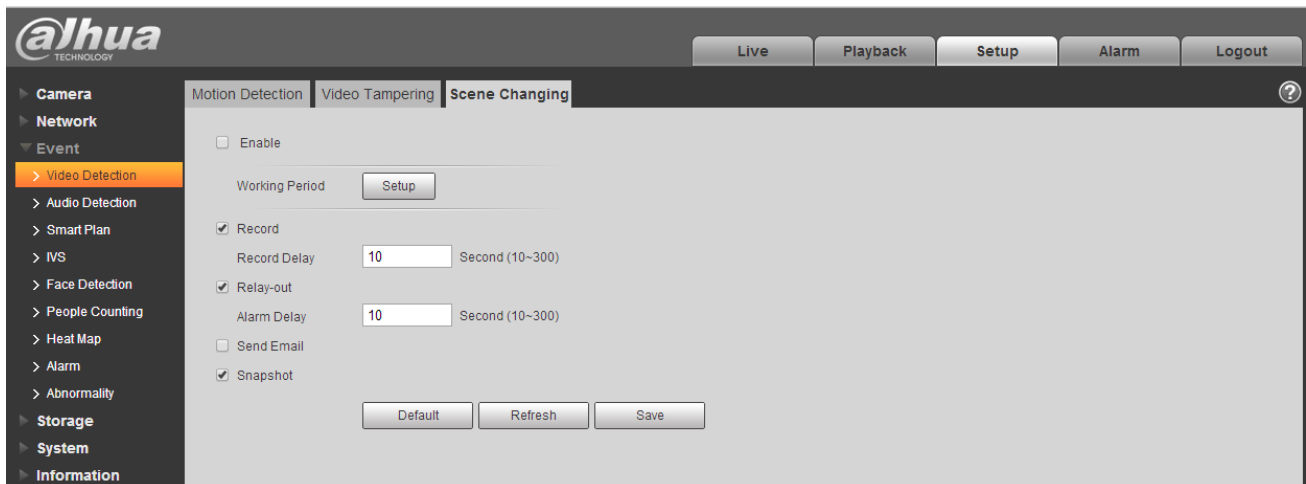 alhua
TECHNOLOGY
Live Playback Setup Alarm Logout
Camera
Network
Event
Video Detection
Audio Detection
Smart Plan
IVS
Face Detection
People Counting
Heat Map
Alarm
Abnormality
Storage
System
Information
Motion Detection Video Tampering Scene Changing ?
Enable
Working Period Setup
Record
Record Delay 10 Second (10~300)
Relay-out
Alarm Delay 10 Second (10~300)
Send Email
Snapshot
Default Refresh Save